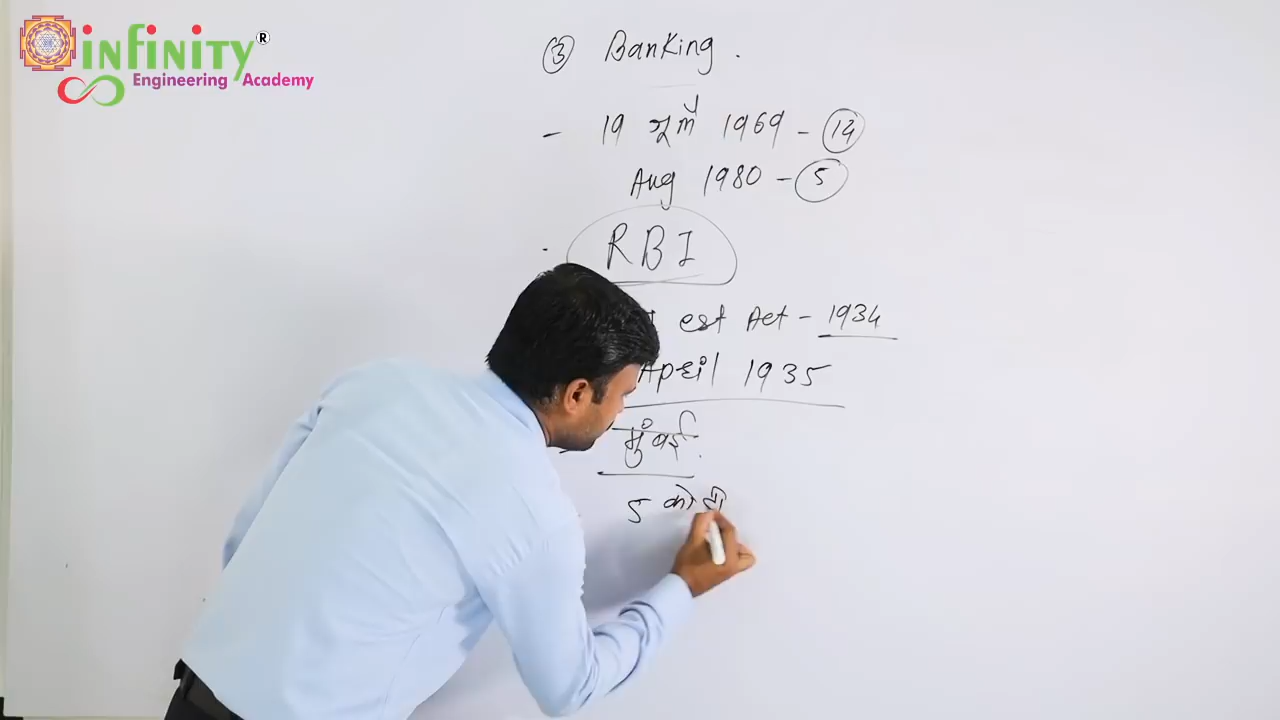 infinity®
Engineering Academy
③ Banking.
- 19 जूलै 1969 - 14
Aug 1980 - 5
RBI
est Act - 1934
April 1935
मुंबई.
5 कोटी